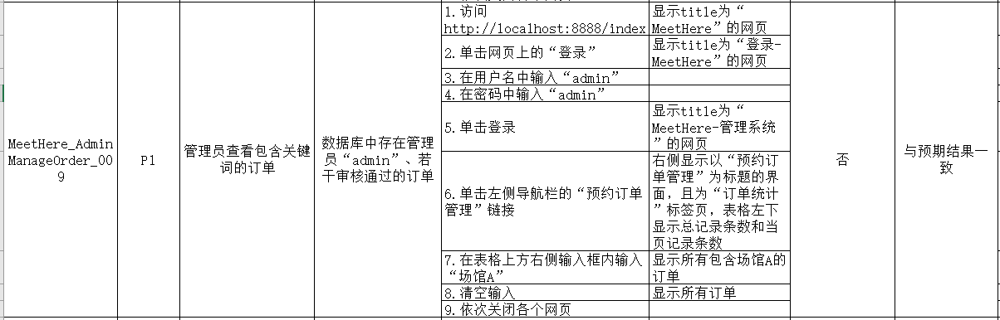 MeetHere_Admin
ManageOrder_00
9
P1
管理员查看包含关键
词的订单
数据库中存在管理
员“admin”、若
干审核通过的订单
1.访问
http://localhost:8888/index
显示title为“
MeetHere”的网页
2.单击网页上的“登录”
显示title为“登录-
MeetHere”的网页
3.在用户名中输入“admin”
4.在密码中输入“admin”
5.单击登录
显示title为“
MeetHere-管理系统
”的网页
6.单击左侧导航栏的“预约订单
管理”链接
右侧显示以“预约订
单管理”为标题的界
面，且为“订单统计
”标签页，表格左下
显示总记录条数和当
页记录条数
7.在表格上方右侧输入框内输入
“场馆A”
显示所有包含场馆A的
订单
8.清空输入
显示所有订单
9.依次关闭各个网页
否
与预期结果一
致